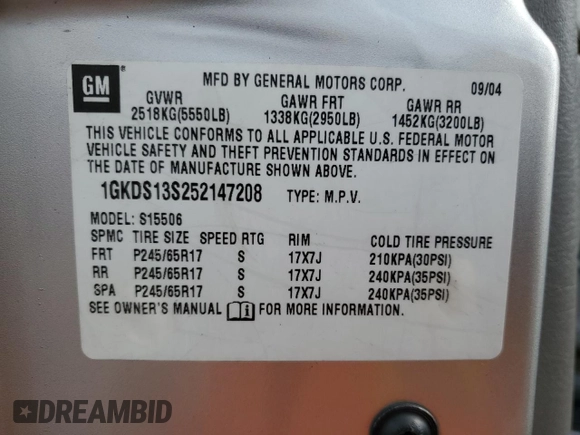 GM ®
MFD BY GENERAL MOTORS CORP. 09/04
GVWR GAWR FRT GAWR RR
2518KG(5550LB) 1338KG(2950LB) 1452KG(3200LB)
THIS VEHICLE CONFORMS TO ALL APPLICABLE U.S. FEDERAL MOTOR
VEHICLE SAFETY AND THEFT PREVENTION STANDARDS IN EFFECT ON
THE DATE OF MANUFACTURE SHOWN ABOVE.
1GKDS13S252147208 TYPE: M.P.V.
MODEL: S15506
SPMC TIRE SIZE SPEED RTG RIM COLD TIRE PRESSURE
FRT P245/65R17 S 17X7J 210KPA(30PSI)
RR P245/65R17 S 17X7J 240KPA(35PSI)
SPA P245/65R17 S 17X7J 240KPA(35PSI)
SEE OWNER'S MANUAL FOR MORE INFORMATION.
DREAMBID